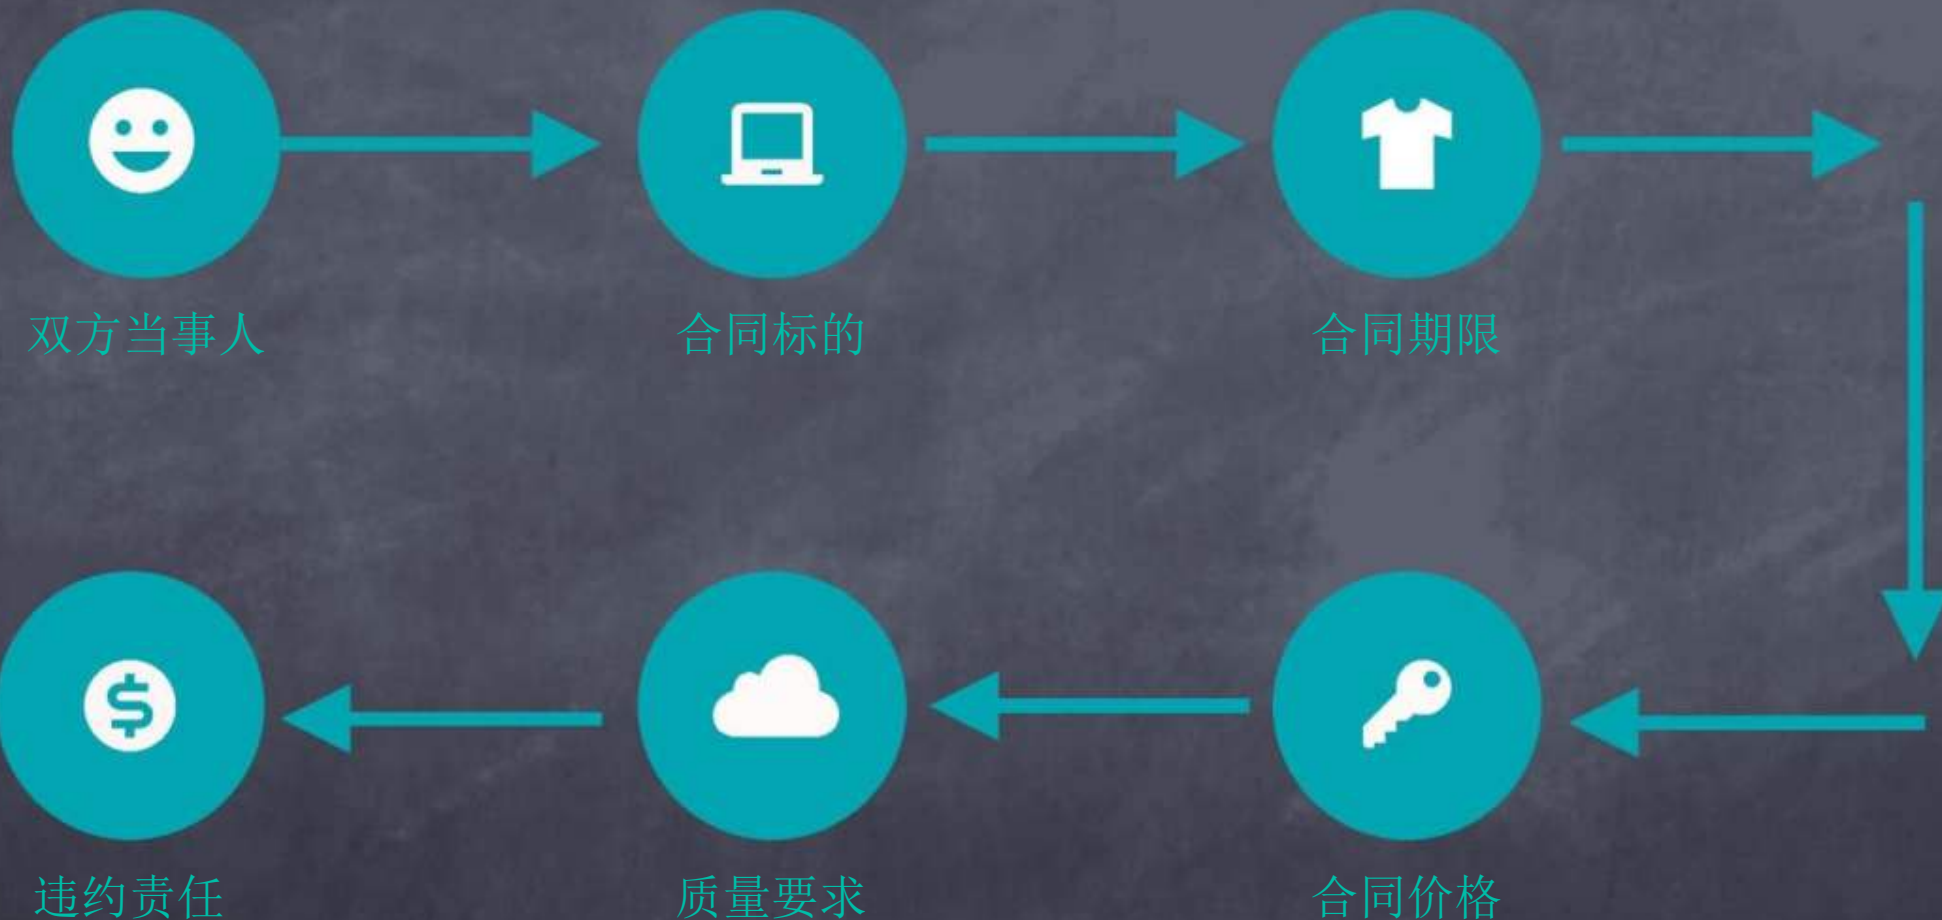 双方当事人
合同标的
合同期限
违约责任
质量要求
合同价格